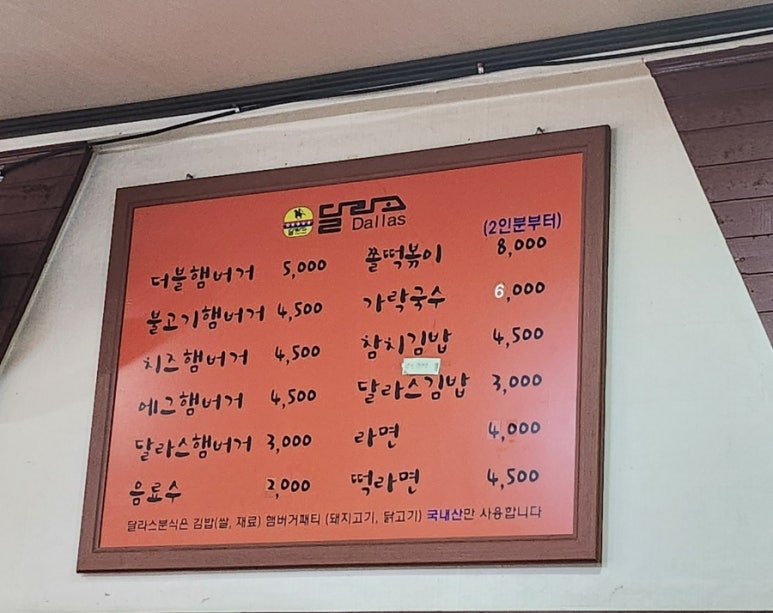 달라스
Dallas
더블햄버거 5,000
불고기햄버거 4,500
치즈햄버거 4,500
에그햄버거 4,500
달라스햄버거 3,000
음료수 2,000
(2인분부터)
쫄떡볶이 8,000
가락국수 6,000
참치김밥 4,500
달라스김밥 3,000
라면 4,000
떡라면 4,500
달라스분식은 김밥(쌀, 재료) 햄버거패티 (돼지고기, 닭고기) 국내산만 사용합니다